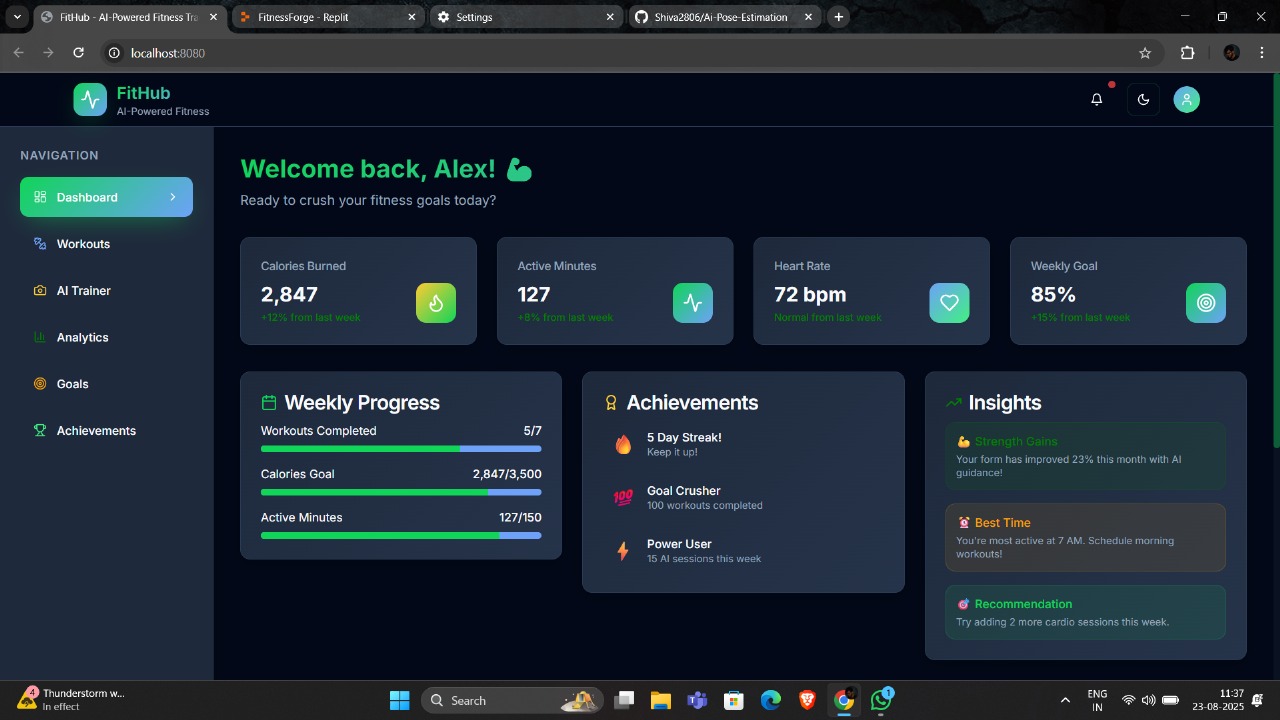 FitHub - AI-Powered Fitness Tra
FitnessForge - Replit
Settings
Shiva2806/Ai-Pose-Estimation
localhost:8080
FitHub
AI-Powered Fitness
NAVIGATION
Dashboard
Workouts
AI Trainer
Analytics
Goals
Achievements
Welcome back, Alex! 💪
Ready to crush your fitness goals today?
Calories Burned
2,847
+12% from last week
Active Minutes
127
+8% from last week
Heart Rate
72 bpm
Normal from last week
Weekly Goal
85%
+15% from last week
Weekly Progress
Workouts Completed 5/7
Calories Goal 2,847/3,500
Active Minutes 127/150
Achievements
🔥 5 Day Streak!
Keep it up!
💯 Goal Crusher
100 workouts completed
⚡ Power User
15 AI sessions this week
Insights
💪 Strength Gains
Your form has improved 23% this month with AI
guidance!
⏰ Best Time
You're most active at 7 AM. Schedule morning
workouts!
🎯 Recommendation
Try adding 2 more cardio sessions this week.
4
Thunderstorm w...
In effect
Search
1
ENG
IN
11:37
23-08-2025